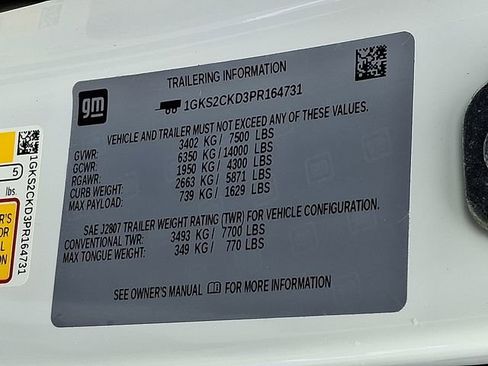 TRAILERING INFORMATION
gm
1GKS2CKD3PR164731
VEHICLE AND TRAILER MUST NOT EXCEED ANY OF THESE VALUES.
GVWR: 3402 KG / 7500 LBS
GCWR: 6350 KG / 14000 LBS
RGAWR: 1950 KG / 4300 LBS
CURB WEIGHT: 2663 KG / 5871 LBS
MAX PAYLOAD: 739 KG / 1629 LBS
SAE J2807 TRAILER WEIGHT RATING (TWR) FOR VEHICLE CONFIGURATION.
CONVENTIONAL TWR: 3493 KG / 7700 LBS
MAX TONGUE WEIGHT: 349 KG / 770 LBS
SEE OWNER'S MANUAL FOR MORE INFORMATION
5
lbs.
1GKS2CKD3PR164731